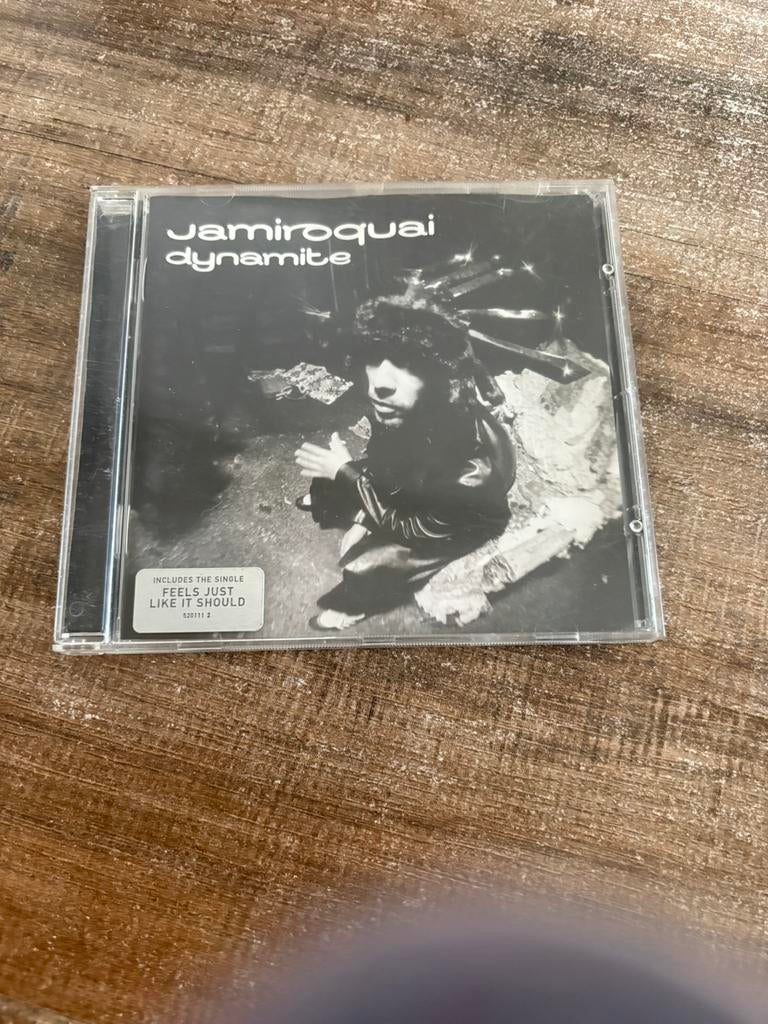 Jamiroquai
dynamite
INCLUDES THE SINGLE
FEELS JUST
LIKE IT SHOULD
520111 2